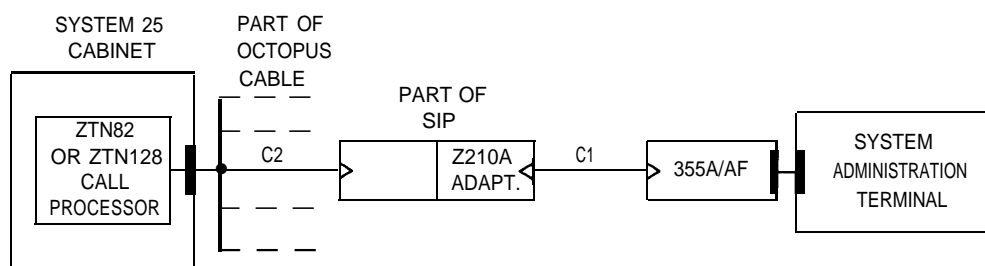 SYSTEM 25
CABINET
PART OF
OCTOPUS
CABLE
PART OF
SIP
ZTN82
OR ZTN128
CALL
PROCESSOR
C2
Z210A
ADAPT.
C1
355A/AF
SYSTEM
ADMINISTRATION
TERMINAL